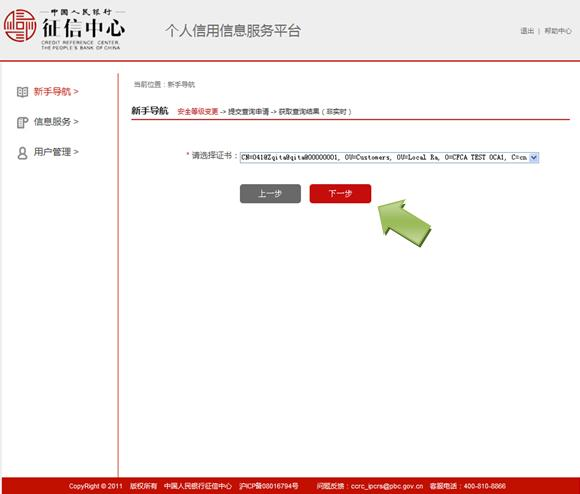 中国人民银行
征信中心
CREDIT REFERENCE CENTER,
THE PEOPLE'S BANK OF CHINA
个人信用信息服务平台
退出 | 帮助中心
新手导航 >
信息服务 >
用户管理 >
当前位置：新手导航
新手导航 安全等级变更 -> 提交查询申请 -> 获取查询结果（非实时）
* 请选择证书： CN=041@Zqita@qita@00000001, OU=Customers, OU=Local Ra, O=CFCA TEST OCA1, C=cn
上一步 下一步
CopyRight © 2011 版权所有 中国人民银行征信中心 沪ICP备08016794号 问题反馈：ccrc_ipcrs@pbc.gov.cn 客服电话：400-810-8866